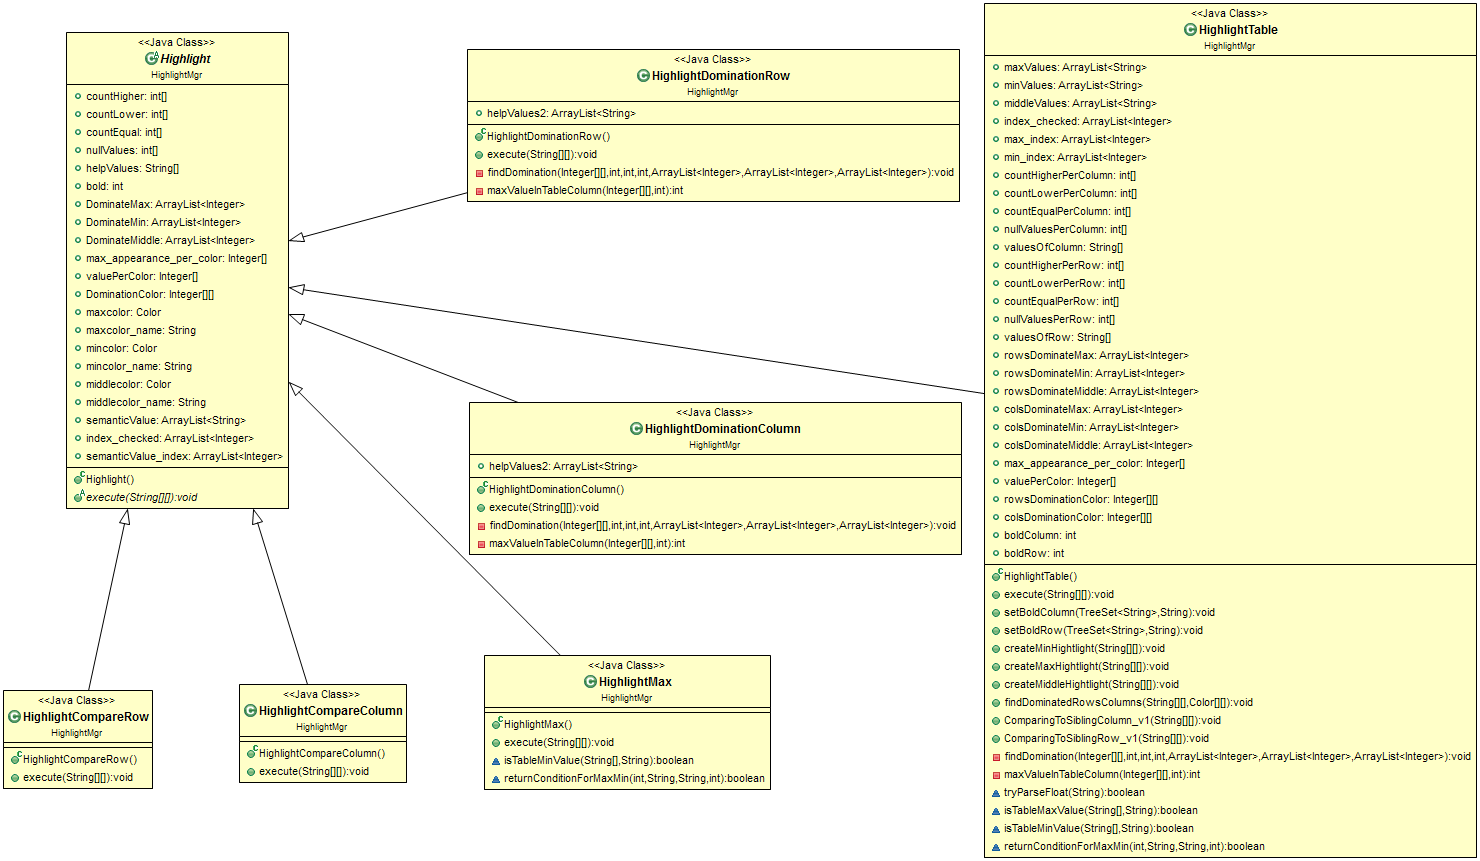 <<Java Class>>
Highlight
HighlightMgr
countHigher: int[]
countLower: int[]
countEqual: int[]
nullValues: int[]
helpValues: String[]
bold: int
DominateMax: ArrayList<Integer>
DominateMin: ArrayList<Integer>
DominateMiddle: ArrayList<Integer>
max_appearance_per_color: Integer[]
valuePerColor: Integer[]
DominationColor: Integer[][]
maxcolor: Color
maxcolor_name: String
mincolor: Color
mincolor_name: String
middlecolor: Color
middlecolor_name: String
semanticValue: ArrayList<String>
index_checked: ArrayList<Integer>
semanticValue_index: ArrayList<Integer>
Highlight()
execute(String[][]):void
<<Java Class>>
HighlightDominationRow
HighlightMgr
helpValues2: ArrayList<String>
HighlightDominationRow()
execute(String[][]):void
findDomination(Integer[][],int,int,int,ArrayList<Integer>,ArrayList<Integer>,ArrayList<Integer>):void
maxValueInTableColumn(Integer[][],int):int
<<Java Class>>
HighlightDominationColumn
HighlightMgr
helpValues2: ArrayList<String>
HighlightDominationColumn()
execute(String[][]):void
findDomination(Integer[][],int,int,int,ArrayList<Integer>,ArrayList<Integer>,ArrayList<Integer>):void
maxValueInTableColumn(Integer[][],int):int
<<Java Class>>
HighlightTable
HighlightMgr
maxValues: ArrayList<String>
minValues: ArrayList<String>
middleValues: ArrayList<String>
index_checked: ArrayList<Integer>
max_index: ArrayList<Integer>
min_index: ArrayList<Integer>
countHigherPerColumn: int[]
countLowerPerColumn: int[]
countEqualPerColumn: int[]
nullValuesPerColumn: int[]
valuesOfColumn: String[]
countHigherPerRow: int[]
countLowerPerRow: int[]
countEqualPerRow: int[]
nullValuesPerRow: int[]
valuesOfRow: String[]
rowsDominateMax: ArrayList<Integer>
rowsDominateMin: ArrayList<Integer>
rowsDominateMiddle: ArrayList<Integer>
colsDominateMax: ArrayList<Integer>
colsDominateMin: ArrayList<Integer>
colsDominateMiddle: ArrayList<Integer>
max_appearance_per_color: Integer[]
valuePerColor: Integer[]
rowsDominationColor: Integer[][]
colsDominationColor: Integer[][]
boldColumn: int
boldRow: int
HighlightTable()
execute(String[][]):void
setBoldColumn(TreeSet<String>,String):void
setBoldRow(TreeSet<String>,String):void
createMinHightlight(String[][]):void
createMaxHightlight(String[][]):void
createMiddleHightlight(String[][]):void
findDominatedRowsColumns(String[][],Color[][]):void
ComparingToSiblingColumn_v1(String[][]):void
ComparingToSiblingRow_v1(String[][]):void
findDomination(Integer[][],int,int,int,ArrayList<Integer>,ArrayList<Integer>,ArrayList<Integer>):void
maxValueInTableColumn(Integer[][],int):int
tryParseFloat(String):boolean
isTableMaxValue(String[],String):boolean
isTableMinValue(String[],String):boolean
returnConditionForMaxMin(int,String,String,int):boolean
<<Java Class>>
HighlightCompareRow
HighlightMgr
HighlightCompareRow()
execute(String[][]):void
<<Java Class>>
HighlightCompareColumn
HighlightMgr
HighlightCompareColumn()
execute(String[][]):void
<<Java Class>>
HighlightMax
HighlightMgr
HighlightMax()
execute(String[][]):void
isTableMinValue(String[],String):boolean
returnConditionForMaxMin(int,String,String,int):boolean